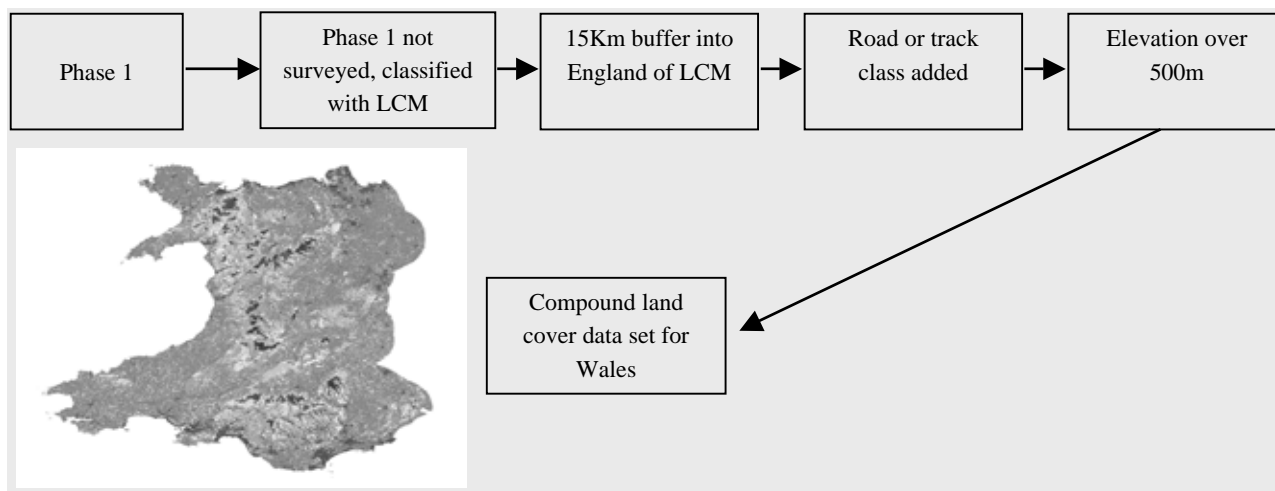 Phase 1
Phase 1 not
surveyed, classified
with LCM
15Km buffer into
England of LCM
Road or track
class added
Elevation over
500m
Compound land
cover data set for
Wales